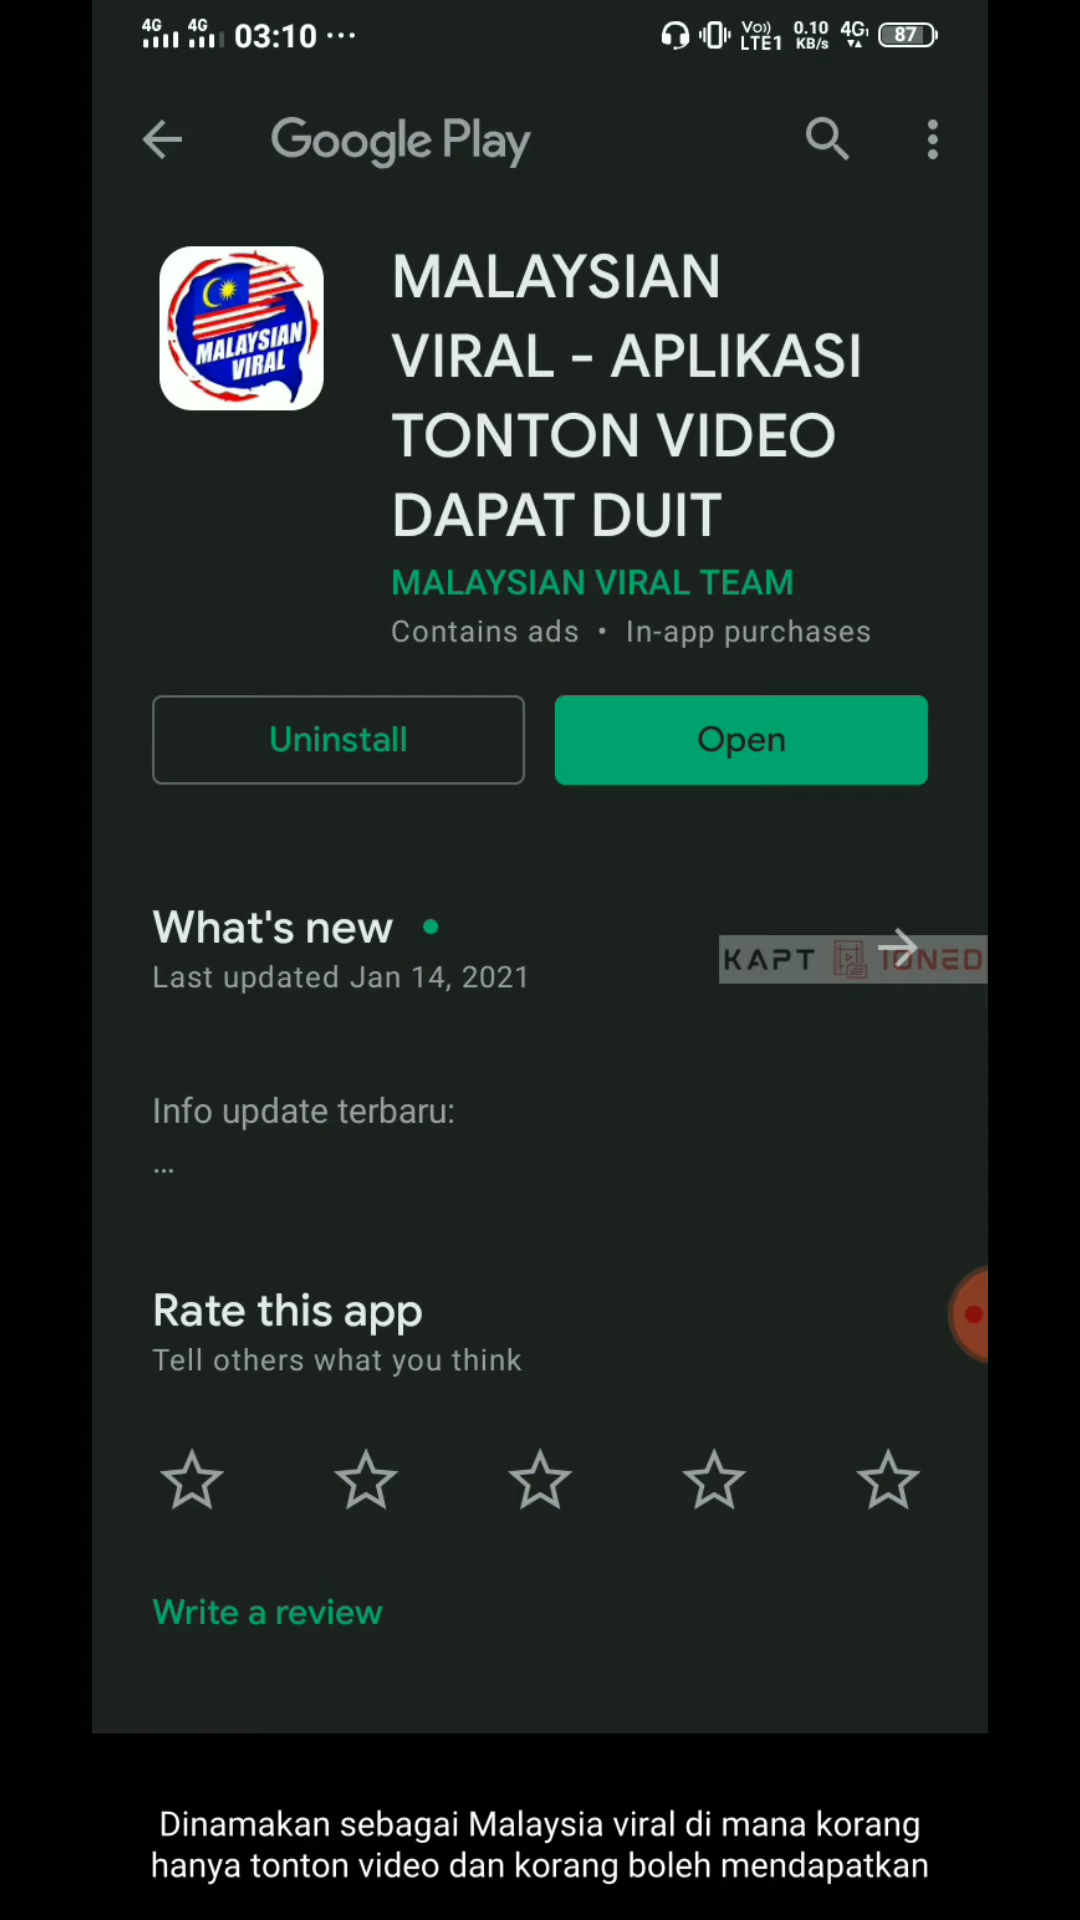 4G 4G 03:10 ... Vo)) LTE1 0.10 KB/s 4G 87
Google Play
MALAYSIAN
VIRAL
MALAYSIAN
VIRAL - APLIKASI
TONTON VIDEO
DAPAT DUIT
MALAYSIAN VIRAL TEAM
Contains ads • In-app purchases
Uninstall
Open
What's new
Last updated Jan 14, 2021
KAPT IONED
Info update terbaru:
...
Rate this app
Tell others what you think
Write a review
Dinamakan sebagai Malaysia viral di mana korang
hanya tonton video dan korang boleh mendapatkan